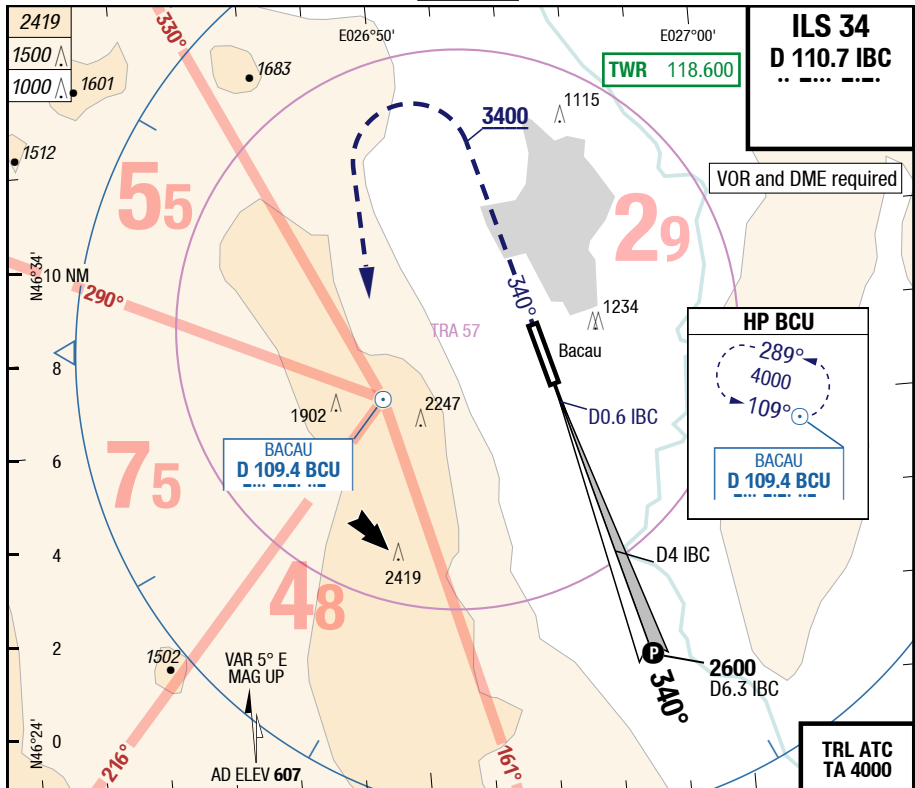 2419
1500
1000
1601
1683
1512
330°
E026°50'
E027°00'
TWR 118.600
ILS 34
D 110.7 IBC
VOR and DME required
1115
3400
55
29
N46°34'
10 NM
290°
340°
1234
TRA 57
Bacau
HP BCU
289°
4000
109°
BACAU
D 109.4 BCU
8
1902
2247
D0.6 IBC
BACAU
D 109.4 BCU
6
75
4
2419
D4 IBC
48
2
1502
VAR 5° E
MAG UP
P
2600
D6.3 IBC
340°
N46°24'
0
216°
AD ELEV 607
161°
TRL ATC
TA 4000